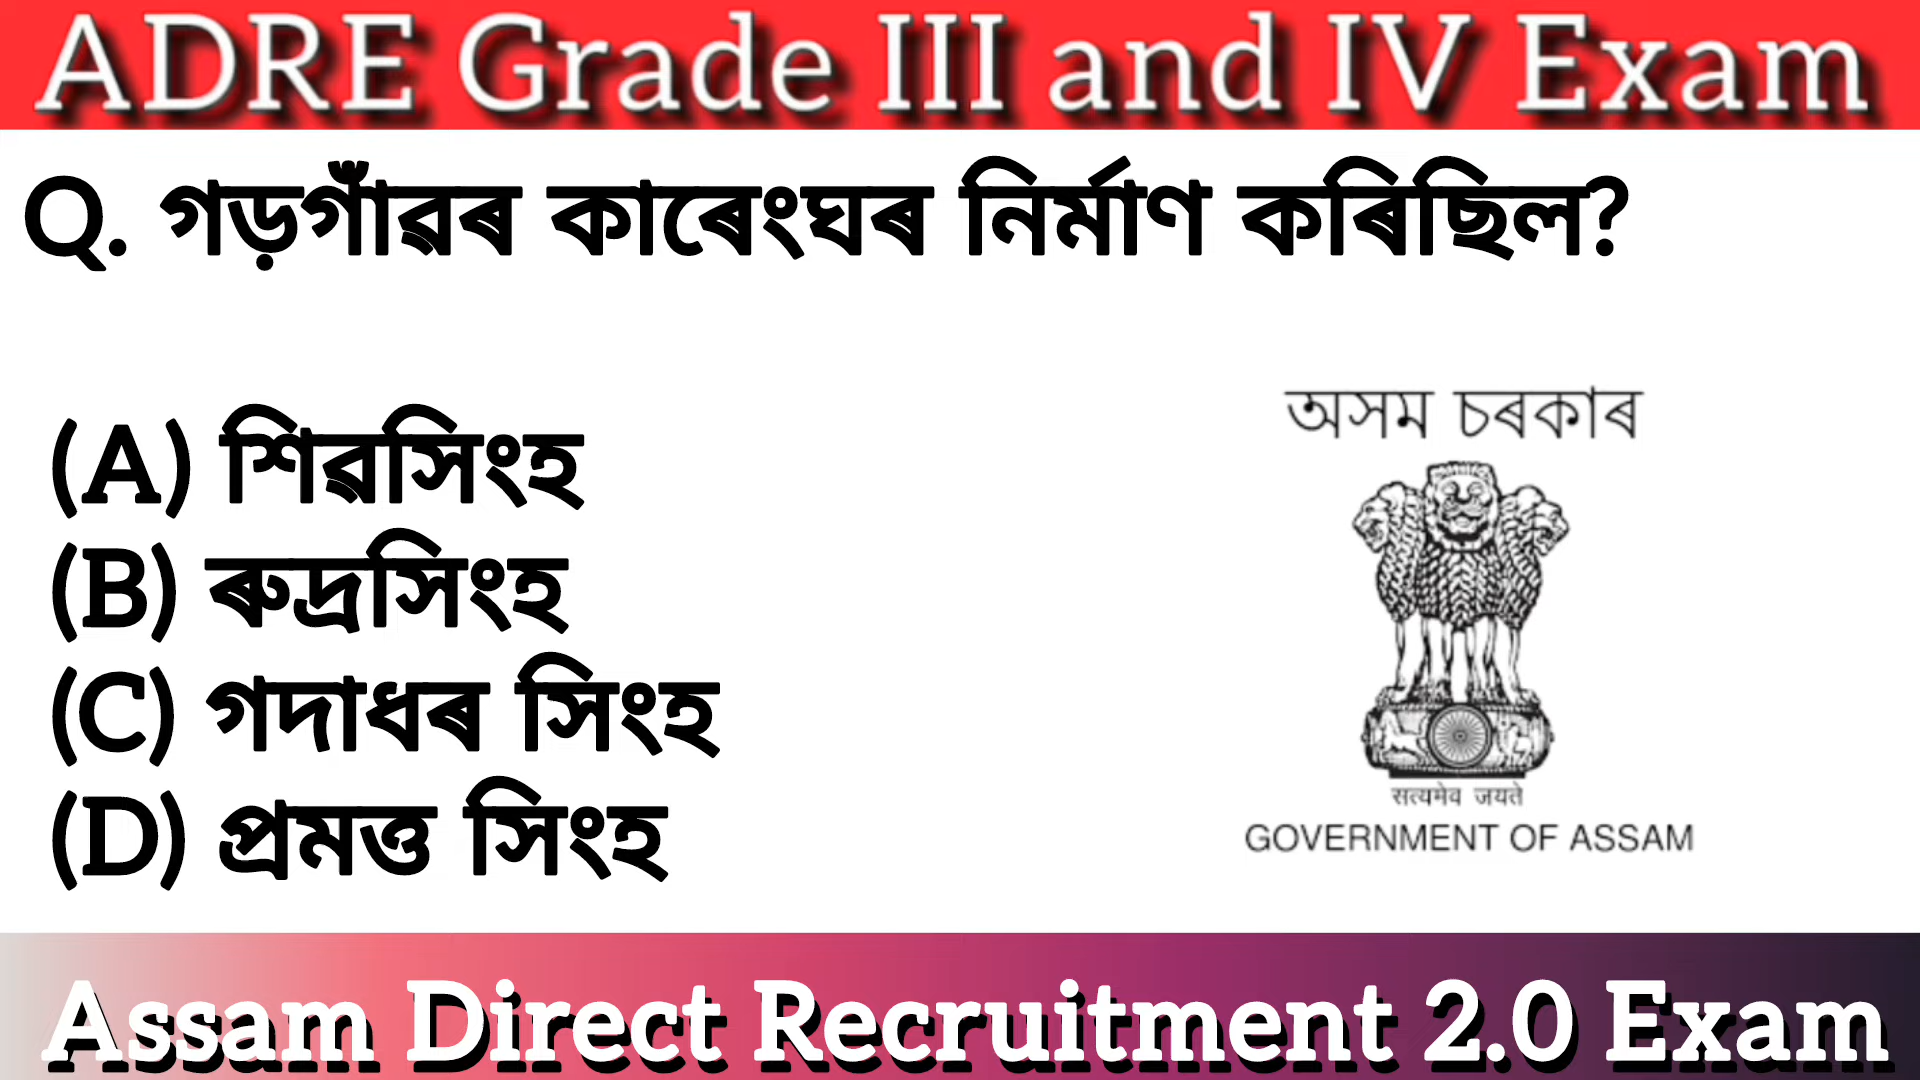 ADRE Grade III and IV Exam
Q. গড়গাঁৱৰ কাৰেংঘৰ নিৰ্মাণ কৰিছিল?
(A) শিৱসিংহ
(B) ৰুদ্ৰসিংহ
(C) গদাধৰ সিংহ
(D) প্ৰমত্ত সিংহ
অসম চৰকাৰ
सत्यमेव जयते
GOVERNMENT OF ASSAM
Assam Direct Recruitment 2.0 Exam